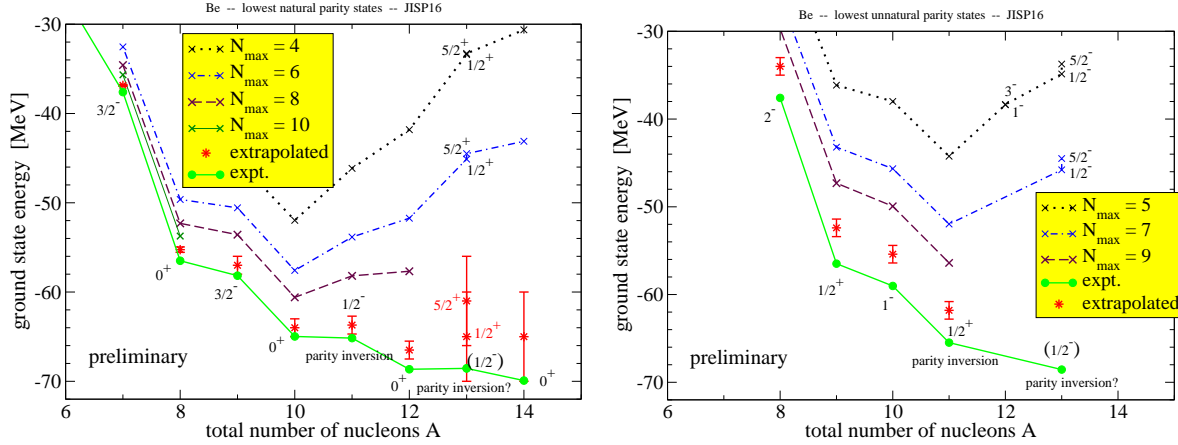 Be -- lowest natural parity states -- JISP16
-30
-40
-50
-60
-70
ground state energy [MeV]
N_max = 4
N_max = 6
N_max = 8
N_max = 10
extrapolated
expt.
3/2^-
5/2^+
1/2^+
5/2^+
1/2^+
0^+
3/2^-
1/2^-
5/2^+
1/2^+
0^+
parity inversion
(1/2^-)
0^+
parity inversion?
0^+
preliminary
6
8
10
12
14
total number of nucleons A
Be -- lowest unnatural parity states -- JISP16
-30
-40
-50
-60
-70
ground state energy [MeV]
5/2^-
1/2^-
3^-
1^-
2^-
5/2^-
1/2^-
N_max = 5
N_max = 7
N_max = 9
expt.
extrapolated
1/2^+
1^-
1/2^+
parity inversion
(1/2^-)
parity inversion?
preliminary
6
8
10
12
14
total number of nucleons A